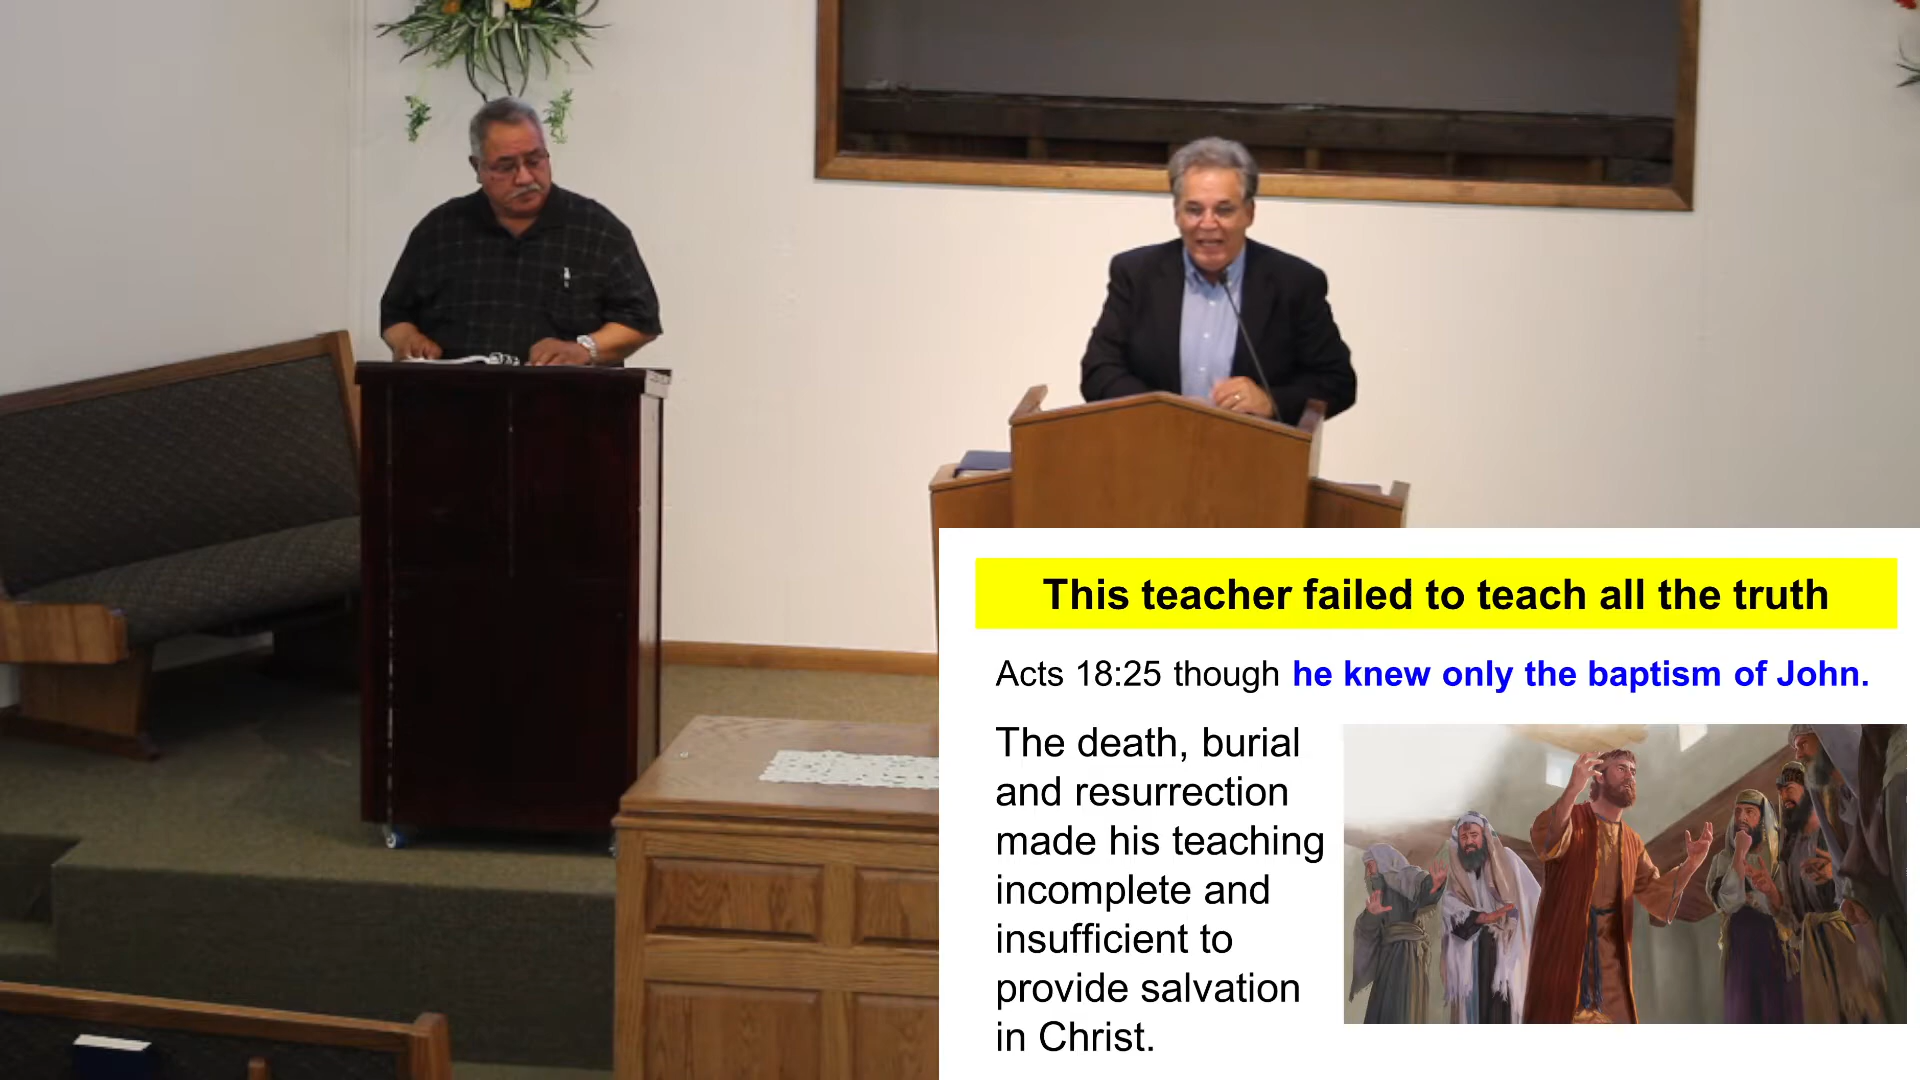 This teacher failed to teach all the truth
Acts 18:25 though he knew only the baptism of John.
The death, burial
and resurrection
made his teaching
incomplete and
insufficient to
provide salvation
in Christ.